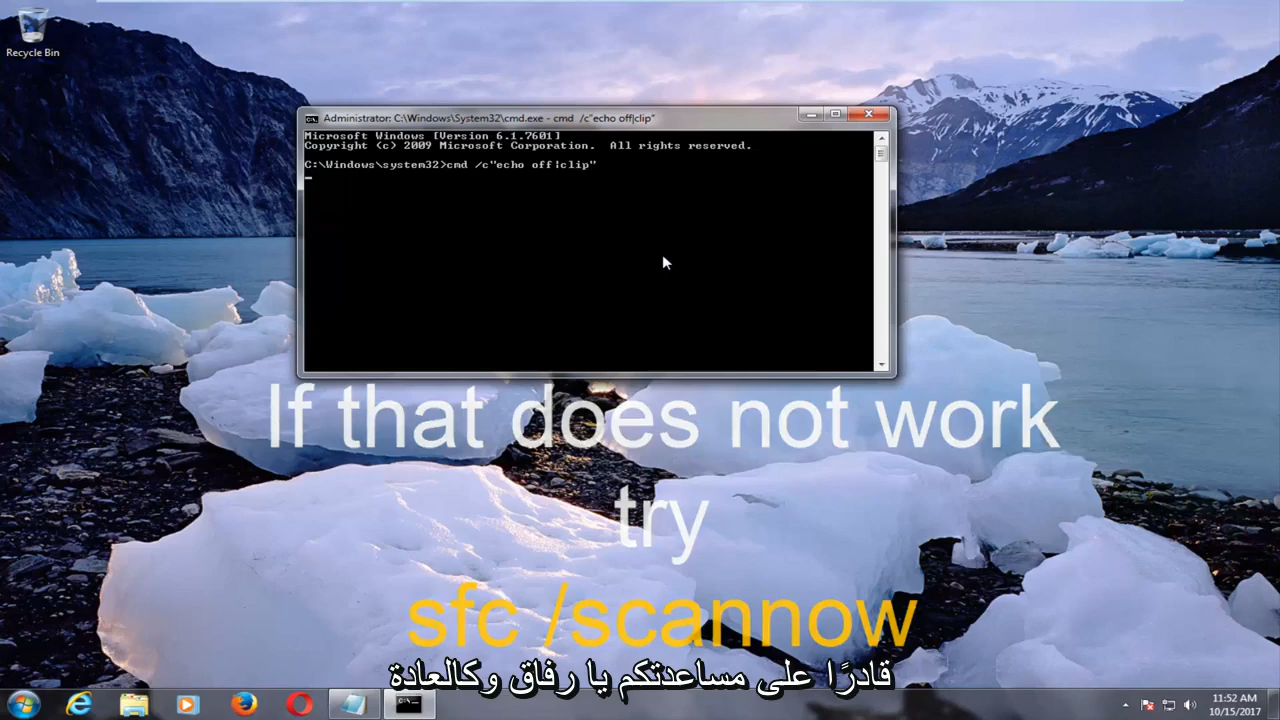 Recycle Bin
Administrator: C:\Windows\System32\cmd.exe - cmd /c"echo off|clip"
Microsoft Windows [Version 6.1.7601]
Copyright (c) 2009 Microsoft Corporation.  All rights reserved.
C:\Windows\system32>cmd /c"echo off|clip"
If that does not work
try
sfc /scannow
قادرًا على مساعدتكم يا رفاق وكالعادة
11:52 AM
10/15/2017